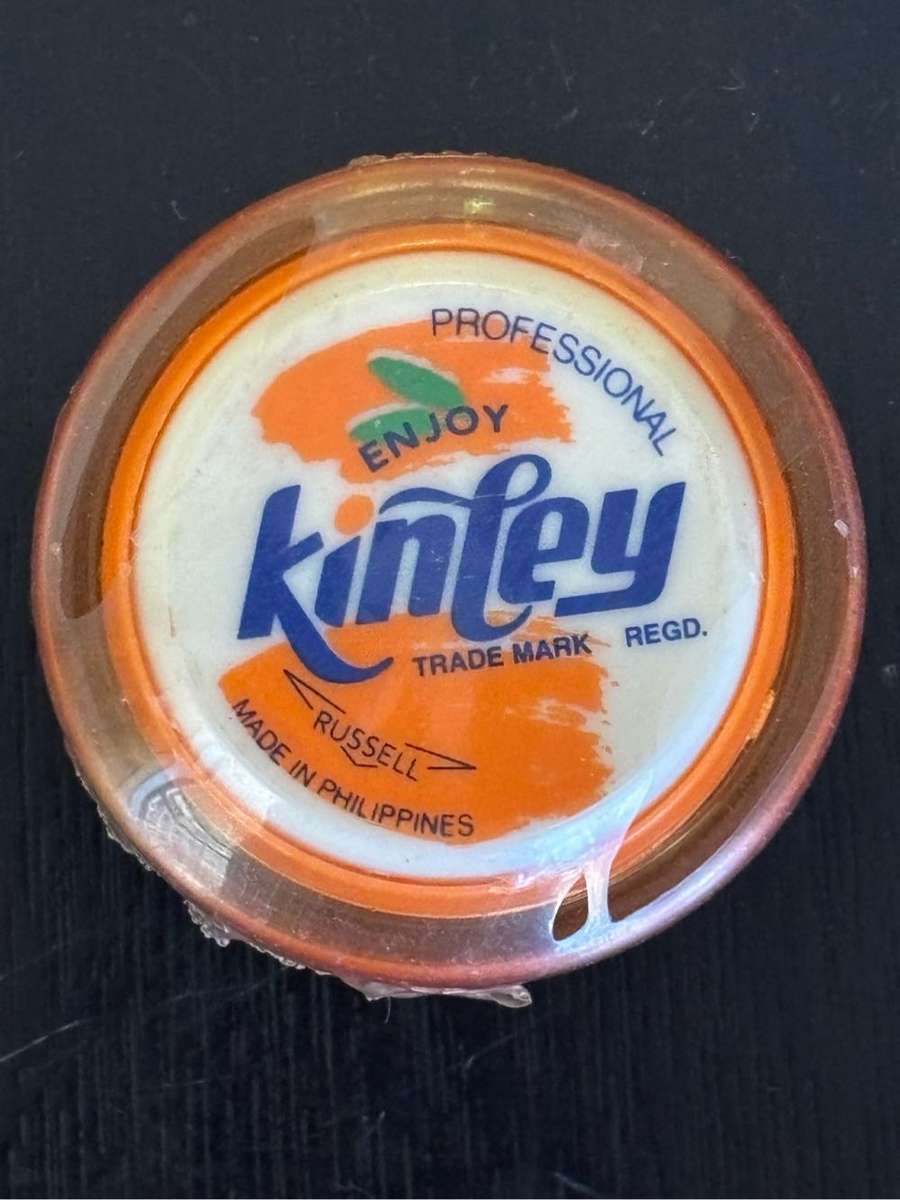 PROFESSIONAL
ENJOY
kinley
TRADE MARK REGD.
RUSSELL
MADE IN PHILIPPINES